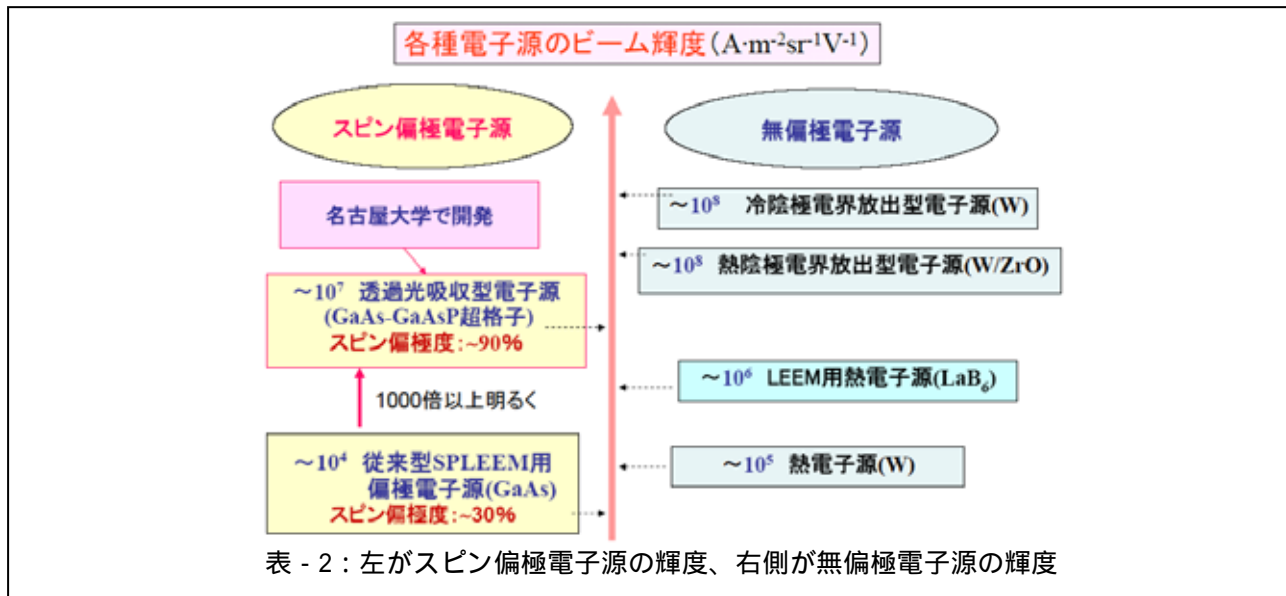 各種電子源のビーム輝度(A·m⁻²sr⁻¹V⁻¹)
スピン偏極電子源
無偏極電子源
名古屋大学で開発
～10⁸ 冷陰極電界放出型電子源(W)
～10⁸ 熱陰極電界放出型電子源(W/ZrO)
～10⁷ 透過光吸収型電子源
(GaAs-GaAsP超格子)
スピン偏極度:~90%
～10⁶ LEEM用熱電子源(LaB₆)
1000倍以上明るく
～10⁴ 従来型SPLEEM用
偏極電子源(GaAs)
スピン偏極度:~30%
～10⁵ 熱電子源(W)
表 - 2：左がスピン偏極電子源の輝度、右側が無偏極電子源の輝度